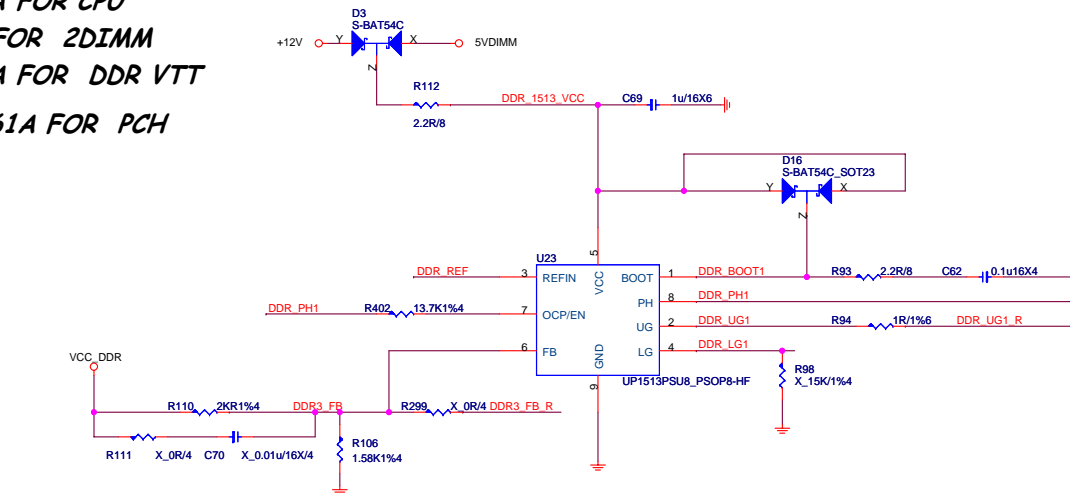 A FOR CPU
FOR 2DIMM
A FOR DDR VTT
61A FOR PCH
D3
S-BAT54C
+12V
Y
X
5VDIMM
Z
R112
2.2R/8
DDR_1513_VCC
C69
1u/16X6
D16
S-BAT54C_SOT23
Y
X
Z
U23
5
DDR_REF
3
REFIN
VCC
BOOT
1
DDR_BOOT1
R93
2.2R/8
C62
0.1u16X4
DDR_PH1
R402
13.7K1%4
7
OCP/EN
PH
8
DDR_PH1
UG
2
DDR_UG1
R94
1R/1%6
DDR_UG1_R
6
FB
GND
LG
4
DDR_LG1
9
UP1513PSU8_PSOP8-HF
R98
X_15K/1%4
VCC_DDR
R110
2KR1%4
DDR3_FB
R299
X_0R/4
DDR3_FB_R
R111
X_0R/4
C70
X_0.01u/16X/4
R106
1.58K1%4